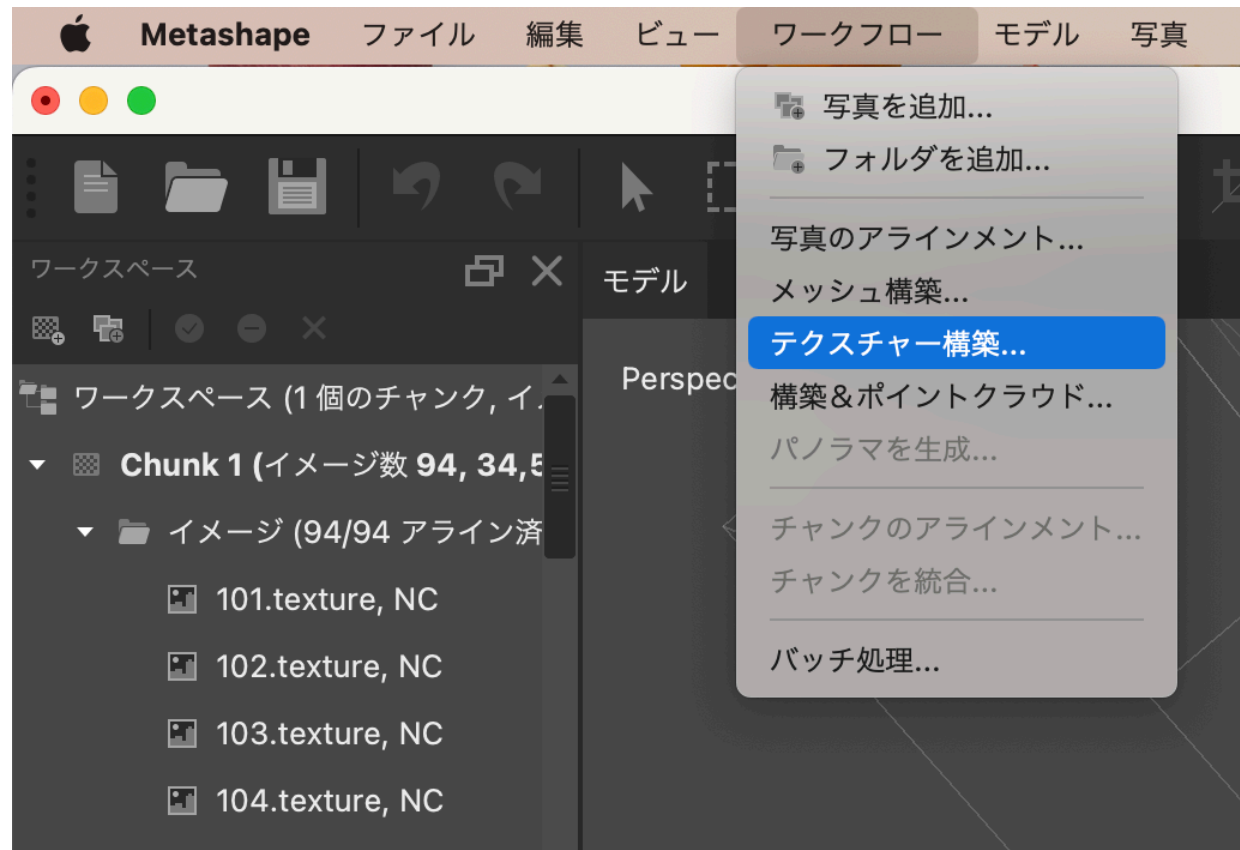 Metashape ファイル 編集 ビュー ワークフロー モデル 写真
写真を追加...
フォルダを追加...
写真のアラインメント...
メッシュ構築...
テクスチャー構築...
構築＆ポイントクラウド...
パノラマを生成...
チャンクのアラインメント...
チャンクを統合...
バッチ処理...
ワークスペース
ワークスペース (1 個のチャンク, イ
Chunk 1 (イメージ数 94, 34,5
イメージ (94/94 アライン済
101.texture, NC
102.texture, NC
103.texture, NC
104.texture, NC
モデル
Perspec